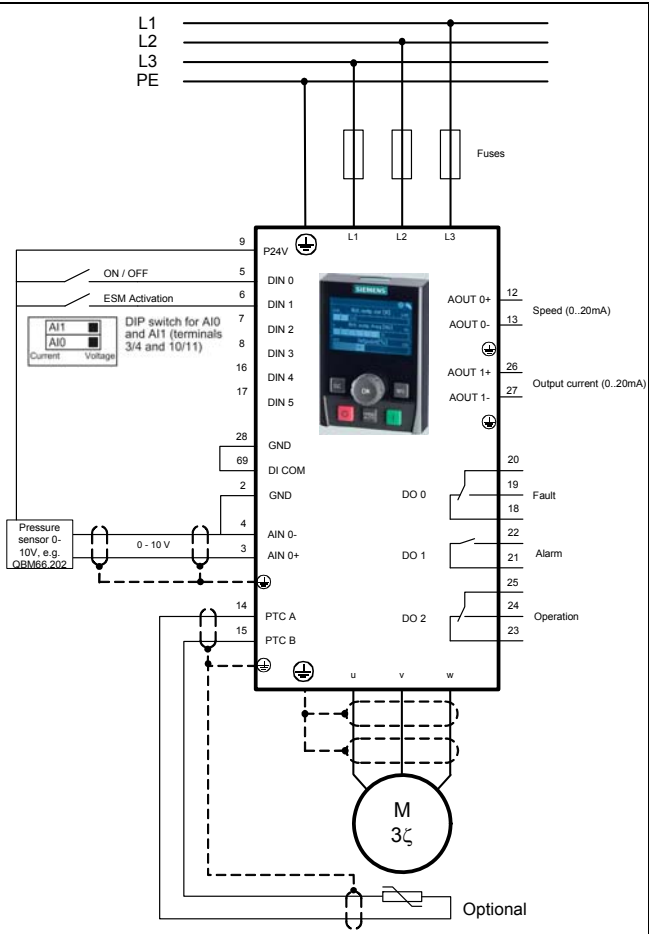 L1
L2
L3
PE
Fuses
L1 L2 L3
9 P24V
SIEMENS
ON / OFF 5 DIN 0
ESM Activation 6 DIN 1
7 DIN 2
8 DIN 3
16 DIN 4
17 DIN 5
AI1
AI0
Current Voltage
DIP switch for AI0
and AI1 (terminals
3/4 and 10/11)
AOUT 0+ 12
AOUT 0- 13
Speed (0..20mA)
AOUT 1+ 26
AOUT 1- 27
Output current (0..20mA)
OK
28 GND
69 DI COM
2 GND
4 AIN 0-
3 AIN 0+
Pressure
sensor 0-
10V, e.g.
QBM66.202
0 - 10 V
20
DO 0 19 Fault
18
22
DO 1 21 Alarm
25
DO 2 24 Operation
23
14 PTC A
15 PTC B
u v w
M
3ζ
Optional